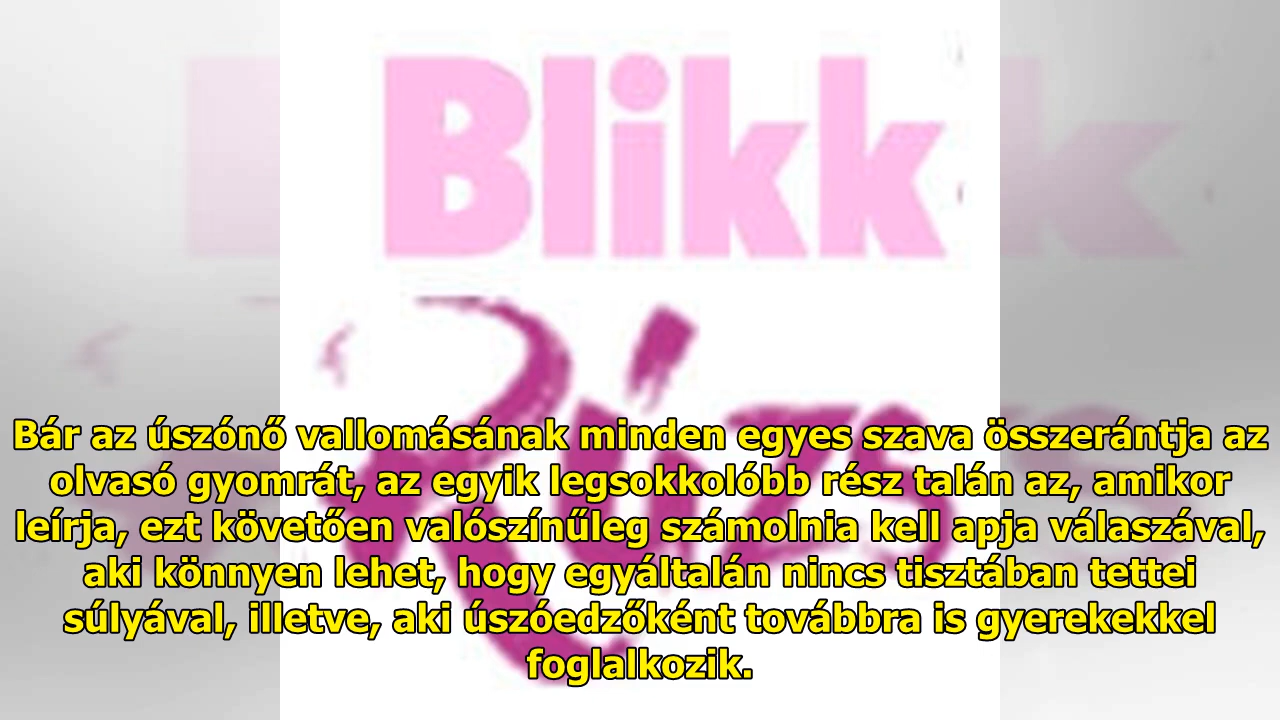 Blikk
Rúzs
Bár az úszónő vallomásának minden egyes szava összerántja az
olvasó gyomrát, az egyik legsokkolóbb rész talán az, amikor
leírja, ezt követően valószínűleg számolnia kell apja válaszával,
aki könnyen lehet, hogy egyáltalán nincs tisztában tettei
súlyával, illetve, aki úszóedzőként továbbra is gyerekekkel
foglalkozik.